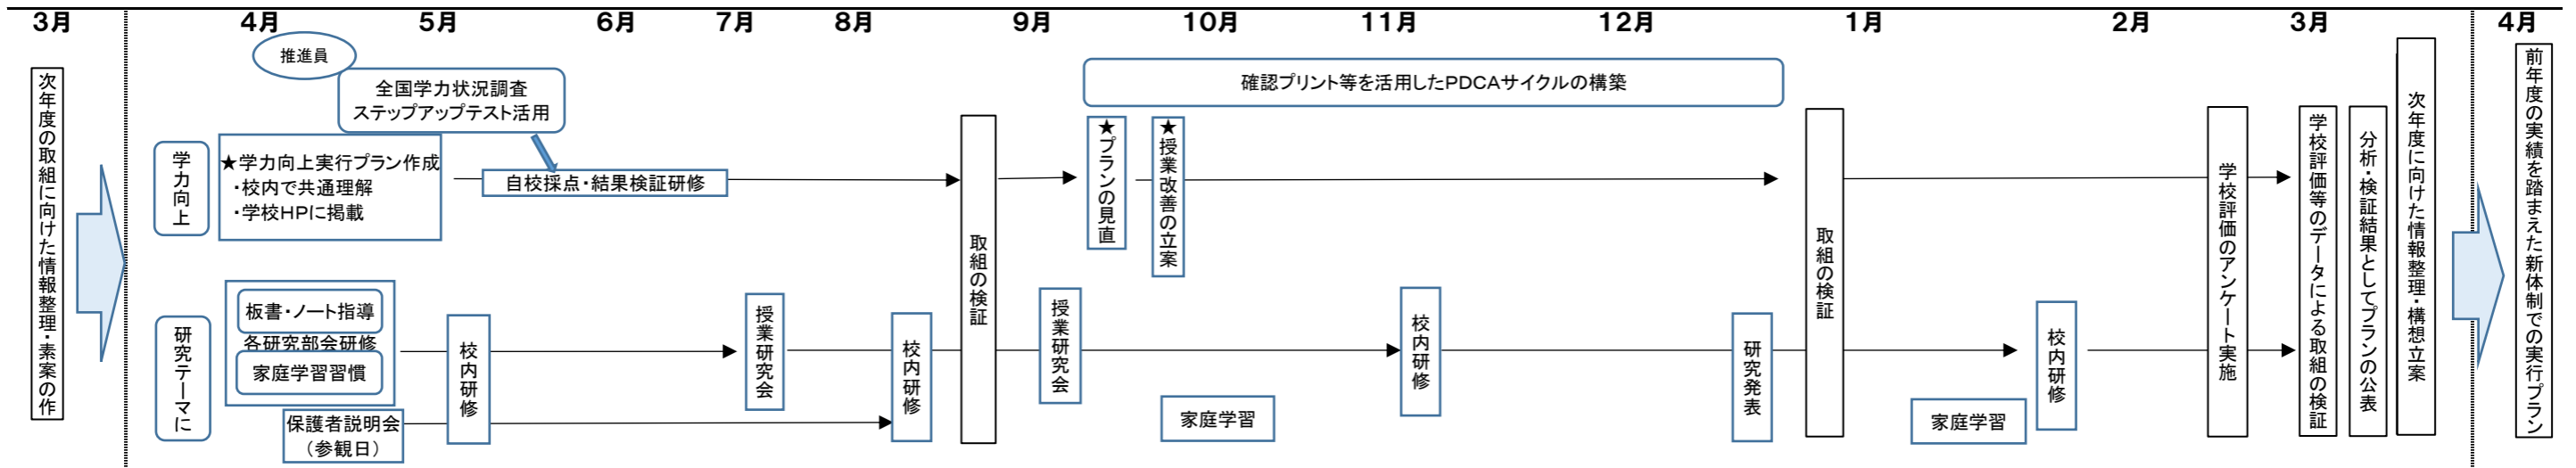 3月 4月 5月 6月 7月 8月 9月 10月 11月 12月 1月 2月 3月 4月
次年度の取組に向けた情報整理・素案の作
推進員
全国学力状況調査
ステップアップテスト活用
確認プリント等を活用したPDCAサイクルの構築
学力向上
★学力向上実行プラン作成
・校内で共通理解
・学校HPに掲載
自校採点・結果検証研修
取組の検証
★プランの見直
★授業改善の立案
取組の検証
学校評価のアンケート実施
学校評価等のデータによる取組の検証
分析・検証結果としてプランの公表
次年度に向けた情報整理・構想立案
前年度の実績を踏まえた新体制での実行プラン
研究テーマに
板書・ノート指導
各研究部会研修
家庭学習習慣
保護者説明会
（参観日）
校内研修
授業研究会
校内研修
授業研究会
家庭学習
校内研修
研究発表
家庭学習
校内研修